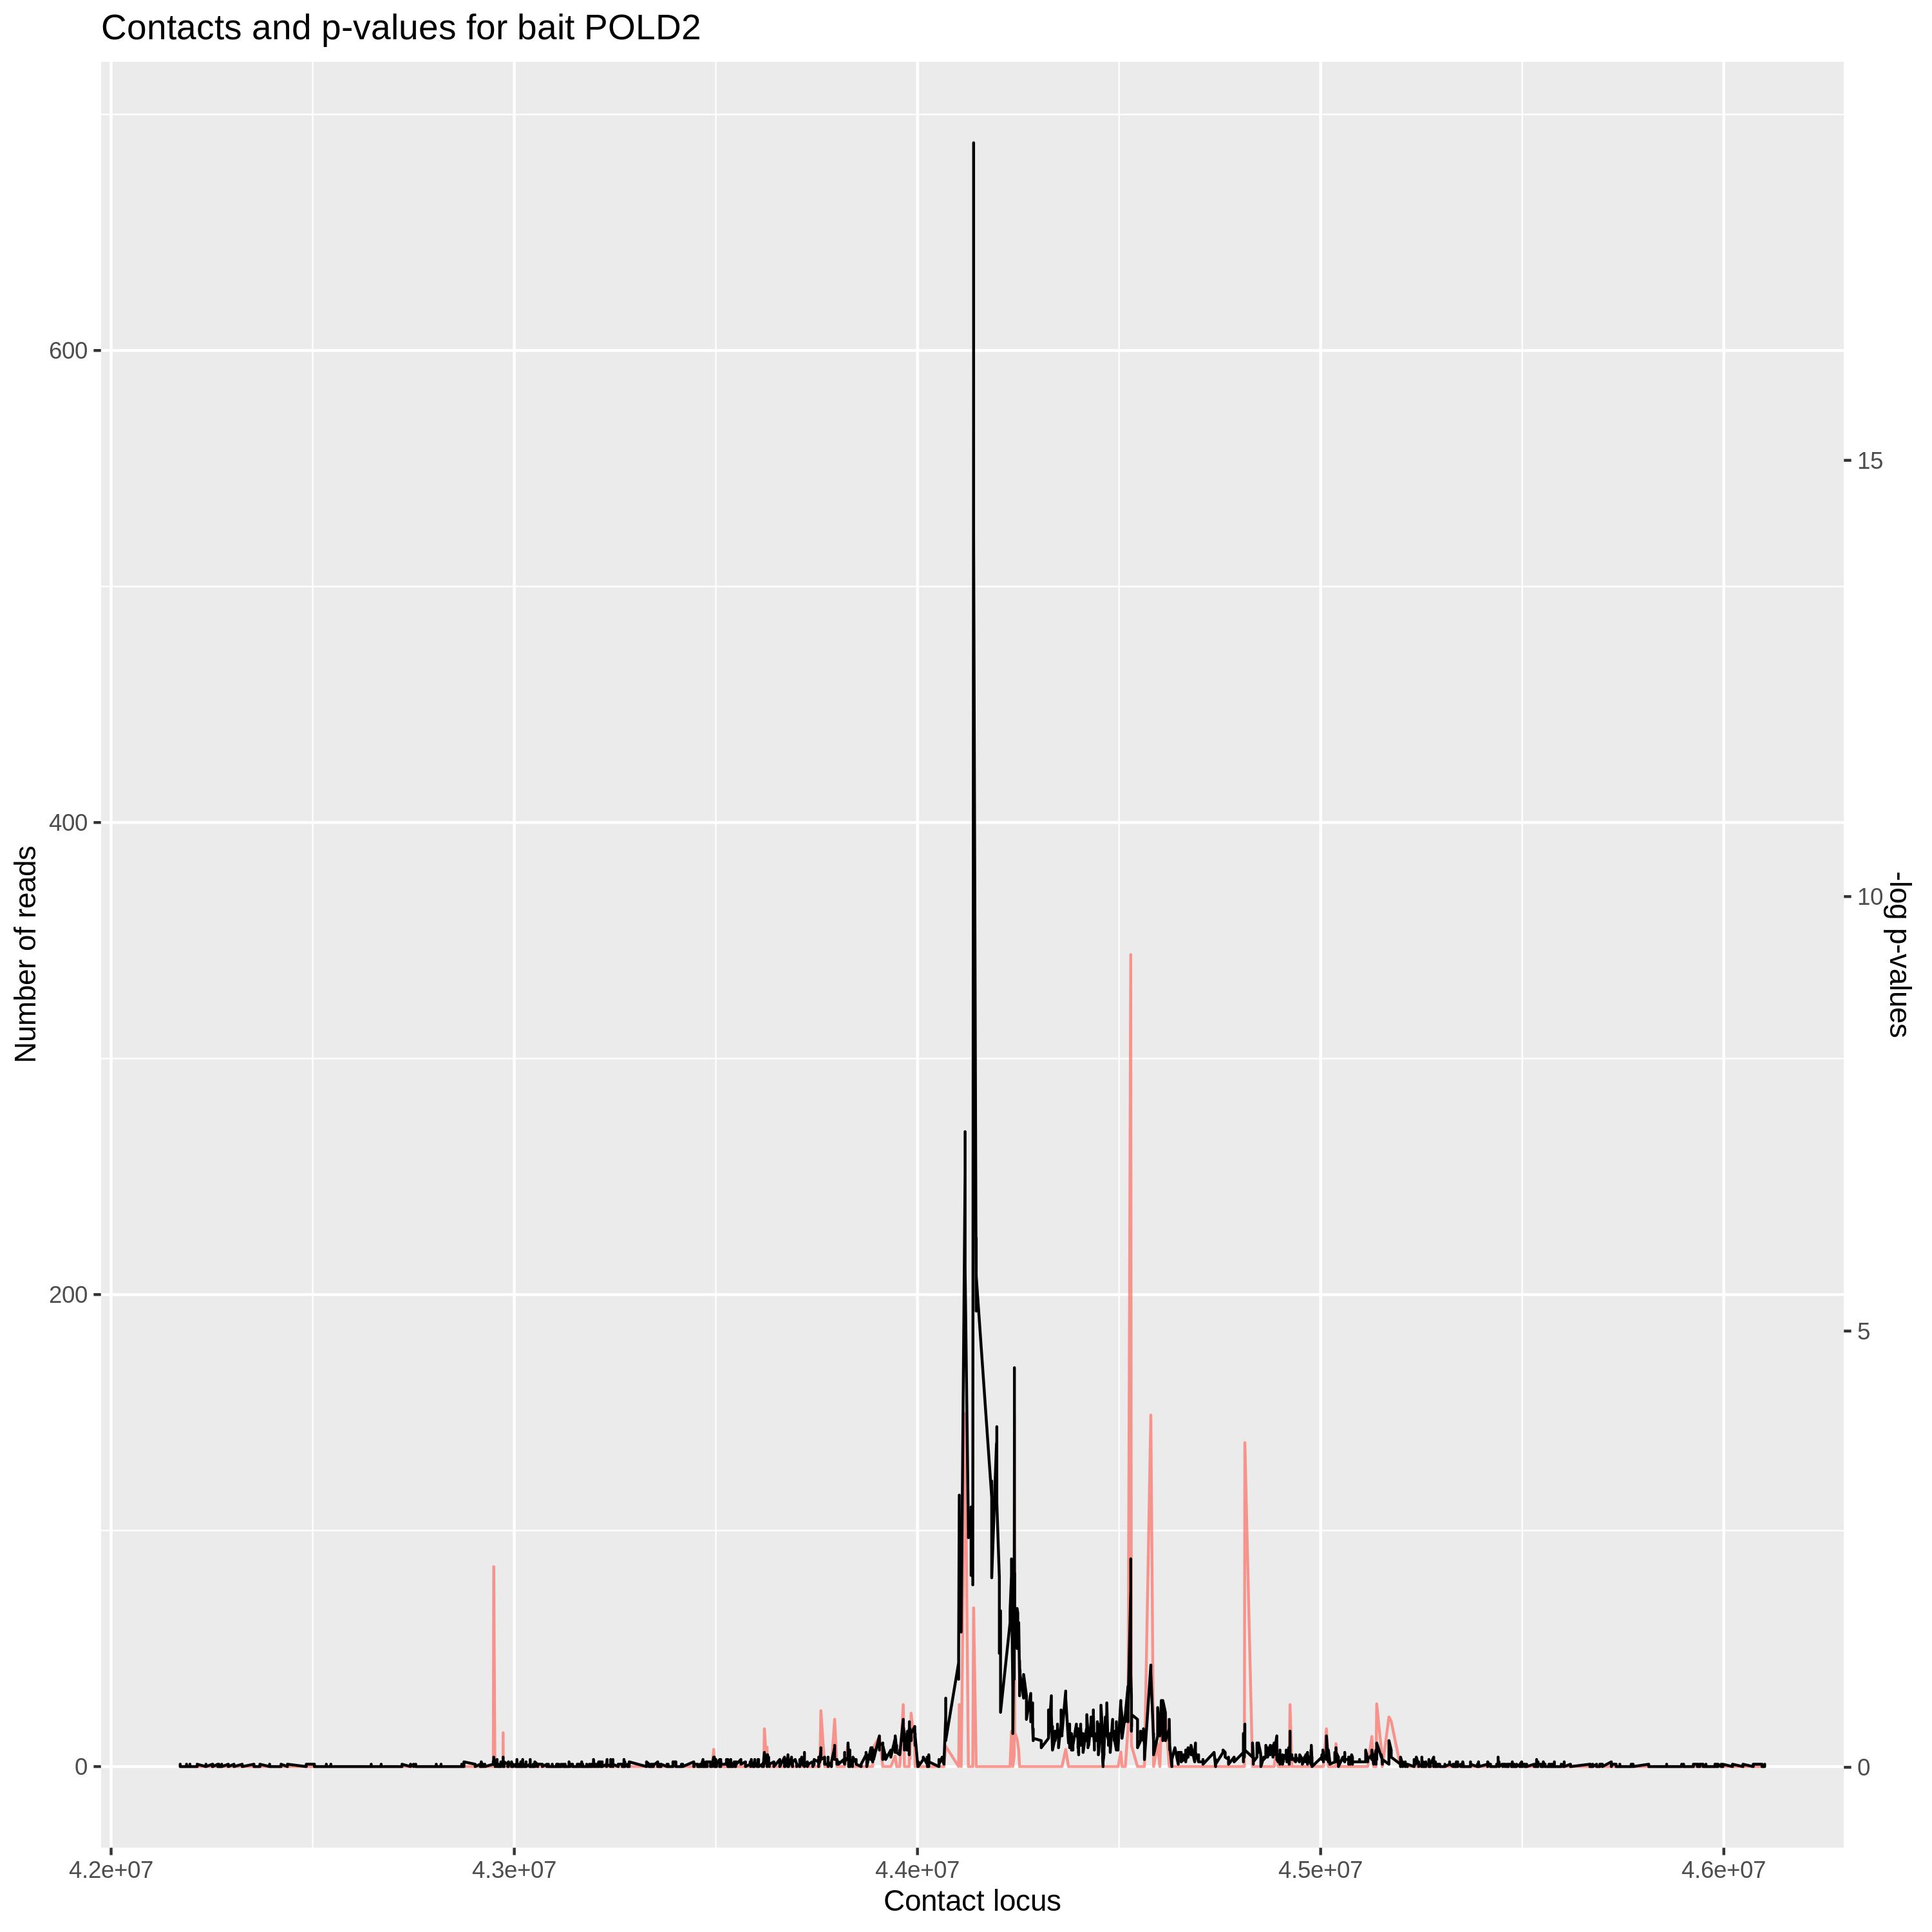 Contacts and p-values for bait POLD2
Number of reads
600
400
200
0
15
10
5
0
-log p-values
4.2e+07 4.3e+07 4.4e+07 4.5e+07 4.6e+07
Contact locus